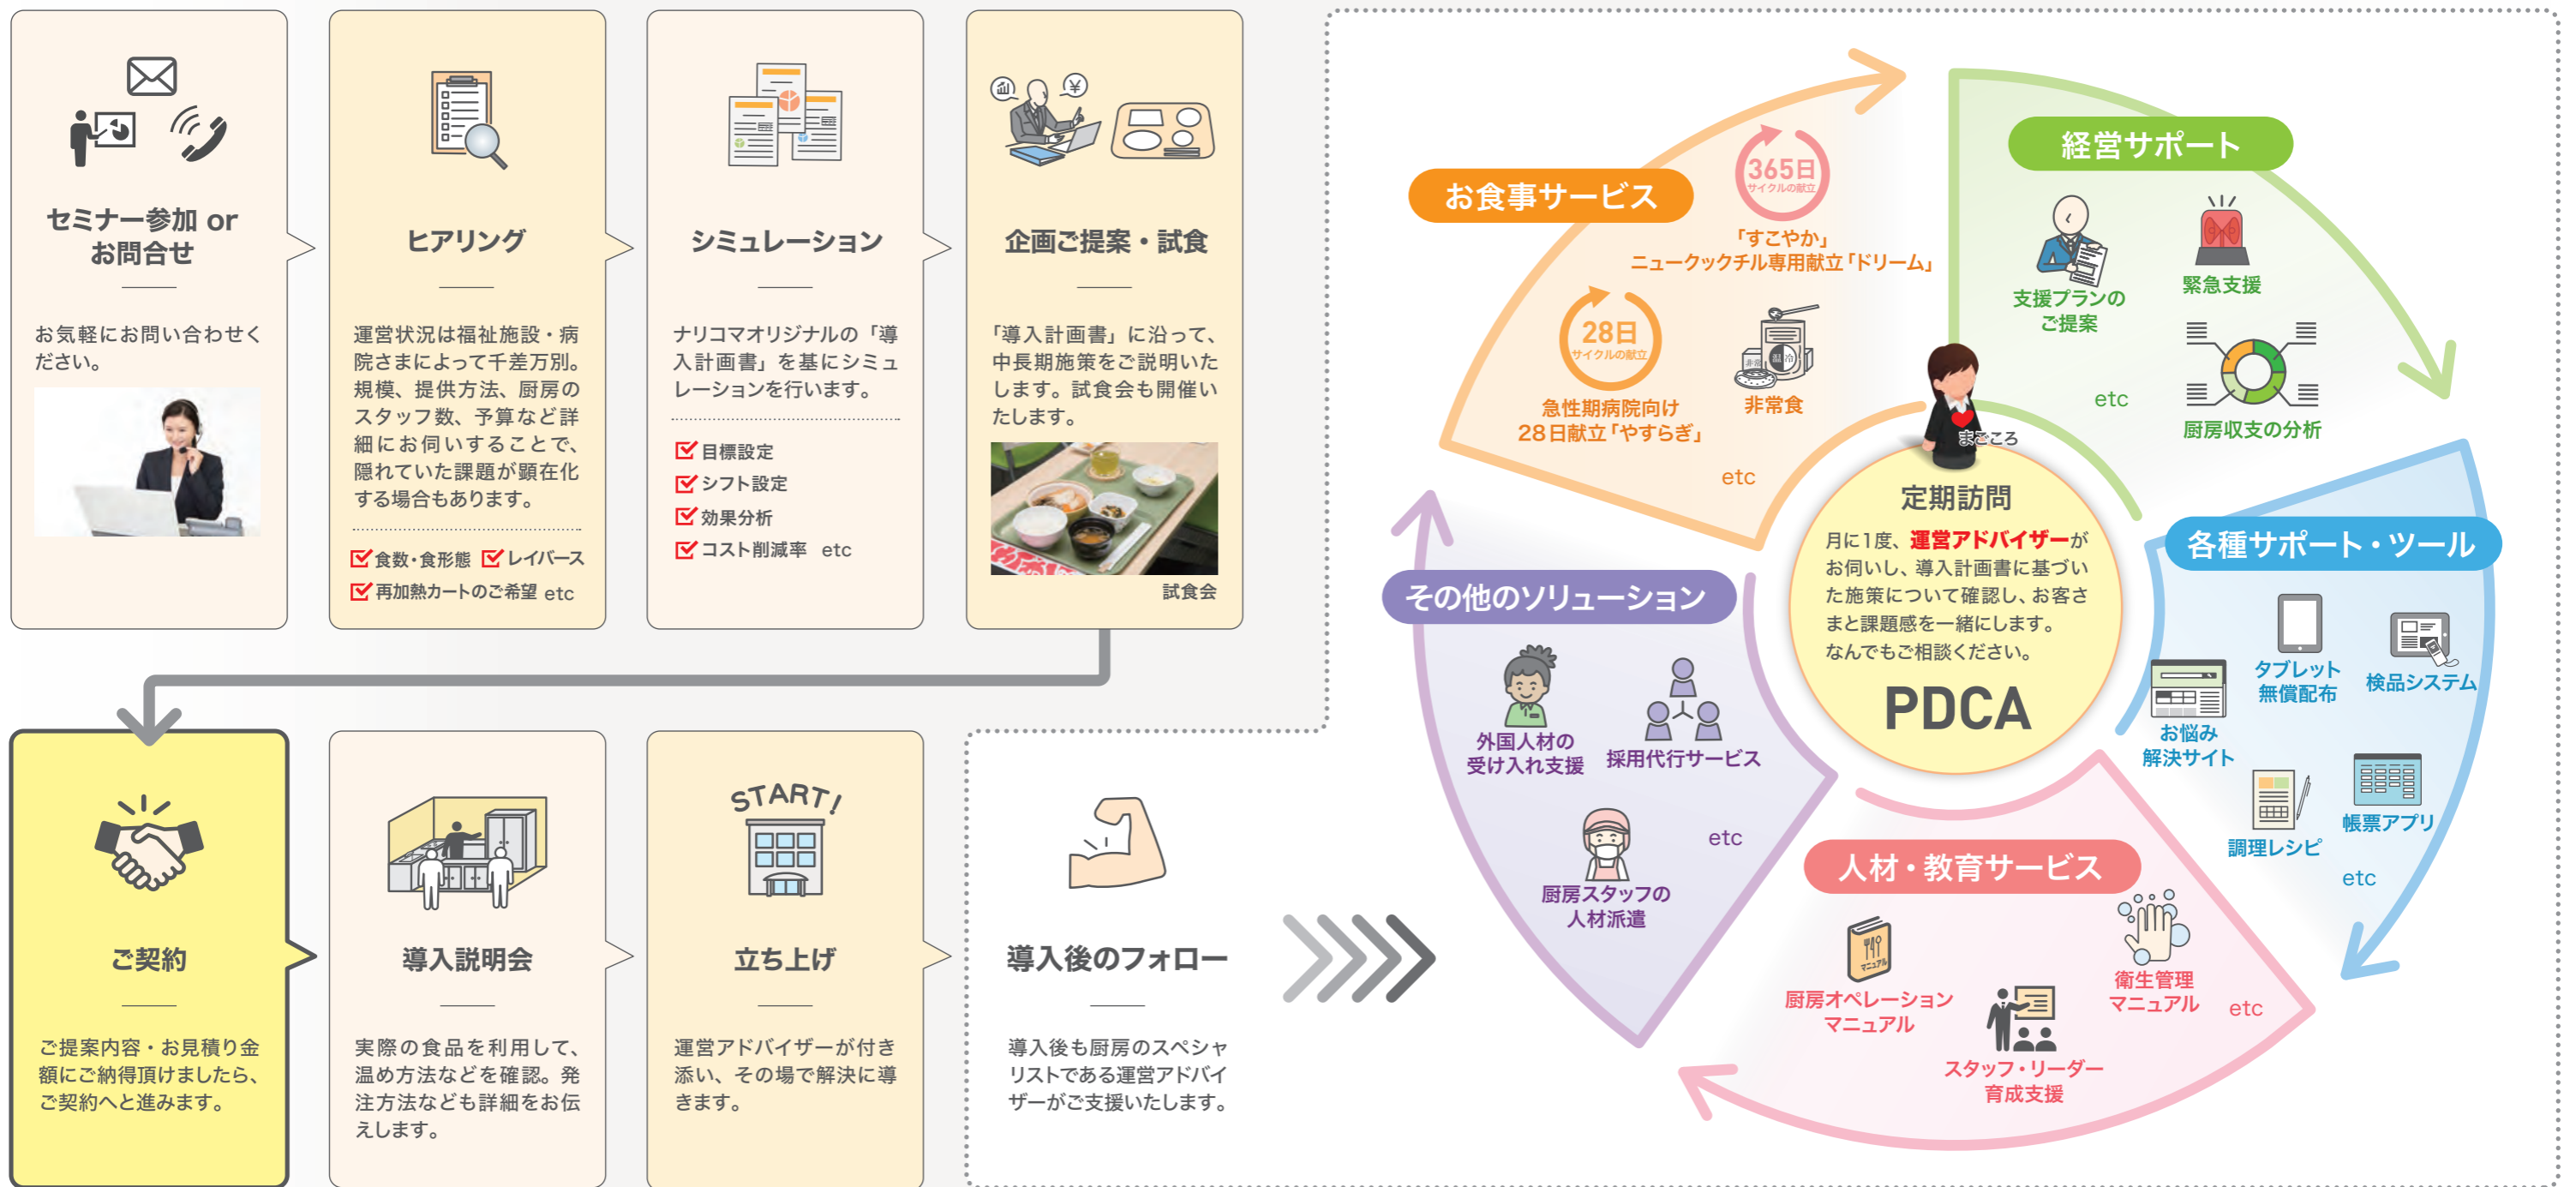 セミナー参加 or
お問合せ
お気軽にお問い合わせく
ださい。
ヒアリング
運営状況は福祉施設・病
院さまによって千差万別。
規模、提供方法、厨房の
スタッフ数、予算など詳
細にお伺いすることで、
隠れていた課題が顕在化
する場合もあります。
食数・食形態 レイバース
再加熱カートのご希望 etc
シミュレーション
ナリコマオリジナルの「導
入計画書」を基にシミュ
レーションを行います。
目標設定
シフト設定
効果分析
コスト削減率 etc
¥
企画ご提案・試食
「導入計画書」に沿って、
中長期施策をご説明いた
します。試食会も開催い
たします。
試食会
ご契約
ご提案内容・お見積り金
額にご納得頂けましたら、
ご契約へと進みます。
導入説明会
実際の食品を利用して、
温め方法などを確認。発
注方法なども詳細をお伝
えします。
START!
立ち上げ
運営アドバイザーが付き
添い、その場で解決に導
きます。
導入後のフォロー
導入後も厨房のスペシャ
リストである運営アドバイ
ザーがご支援いたします。
お食事サービス
365日
サイクルの献立
「すこやか」
ニュークックチル専用献立「ドリーム」
28日
サイクルの献立
急性期病院向け
28日献立「やすらぎ」
非常
温 冷
非常食
etc
経営サポート
支援プランの
ご提案
緊急支援
厨房収支の分析
etc
各種サポート・ツール
タブレット
無償配布
検品システム
お悩み
解決サイト
調理レシピ
帳票アプリ
etc
人材・教育サービス
マニュアル
厨房オペレーション
マニュアル
スタッフ・リーダー
育成支援
衛生管理
マニュアル
etc
その他のソリューション
外国人材の
受け入れ支援
採用代行サービス
厨房スタッフの
人材派遣
etc
まごころ
定期訪問
月に1度、運営アドバイザーが
お伺いし、導入計画書に基づい
た施策について確認し、お客さ
まと課題感を一緒にします。
なんでもご相談ください。
PDCA